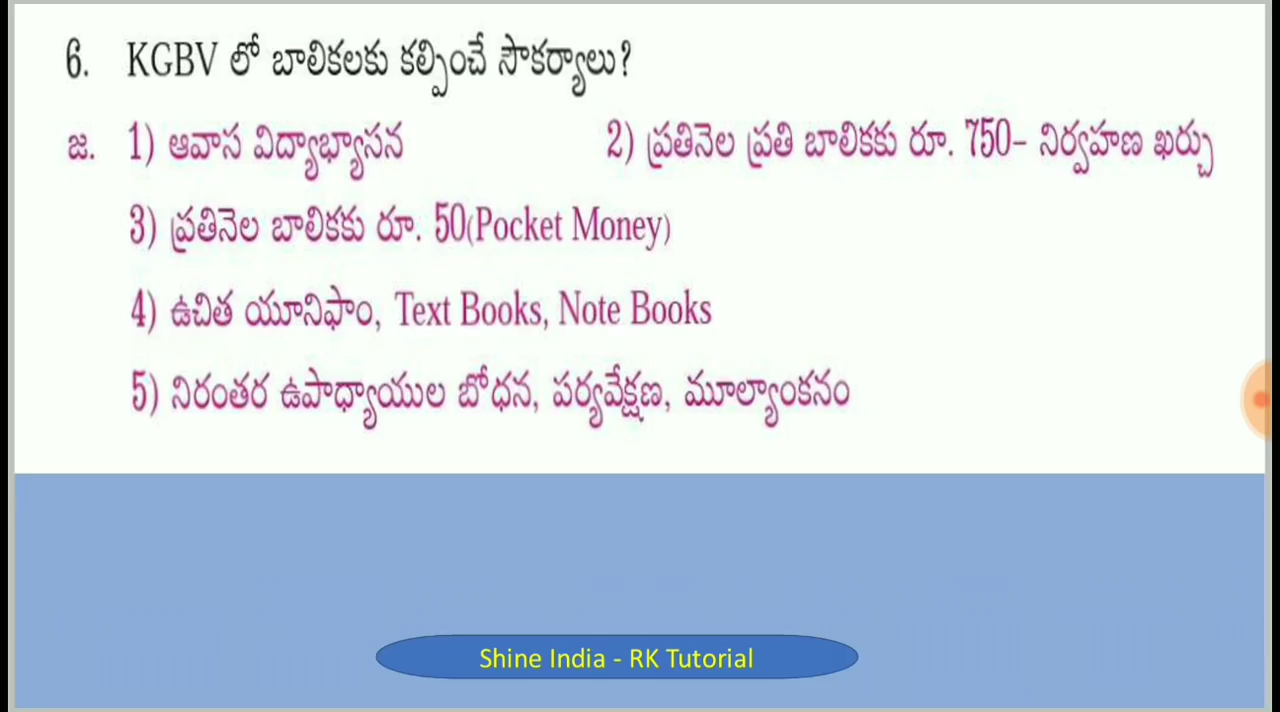 6. KGBV లో బాలికలకు కల్పించే సౌకర్యాలు?
జ. 1) ఆవాస విద్యాభ్యాసన 2) ప్రతినెల ప్రతి బాలికకు రూ. 750- నిర్వహణ ఖర్చు
3) ప్రతినెల బాలికకు రూ. 50(Pocket Money)
4) ఉచిత యూనిఫాం, Text Books, Note Books
5) నిరంతర ఉపాధ్యాయుల బోధన, పర్యవేక్షణ, మూల్యాంకనం
Shine India - RK Tutorial